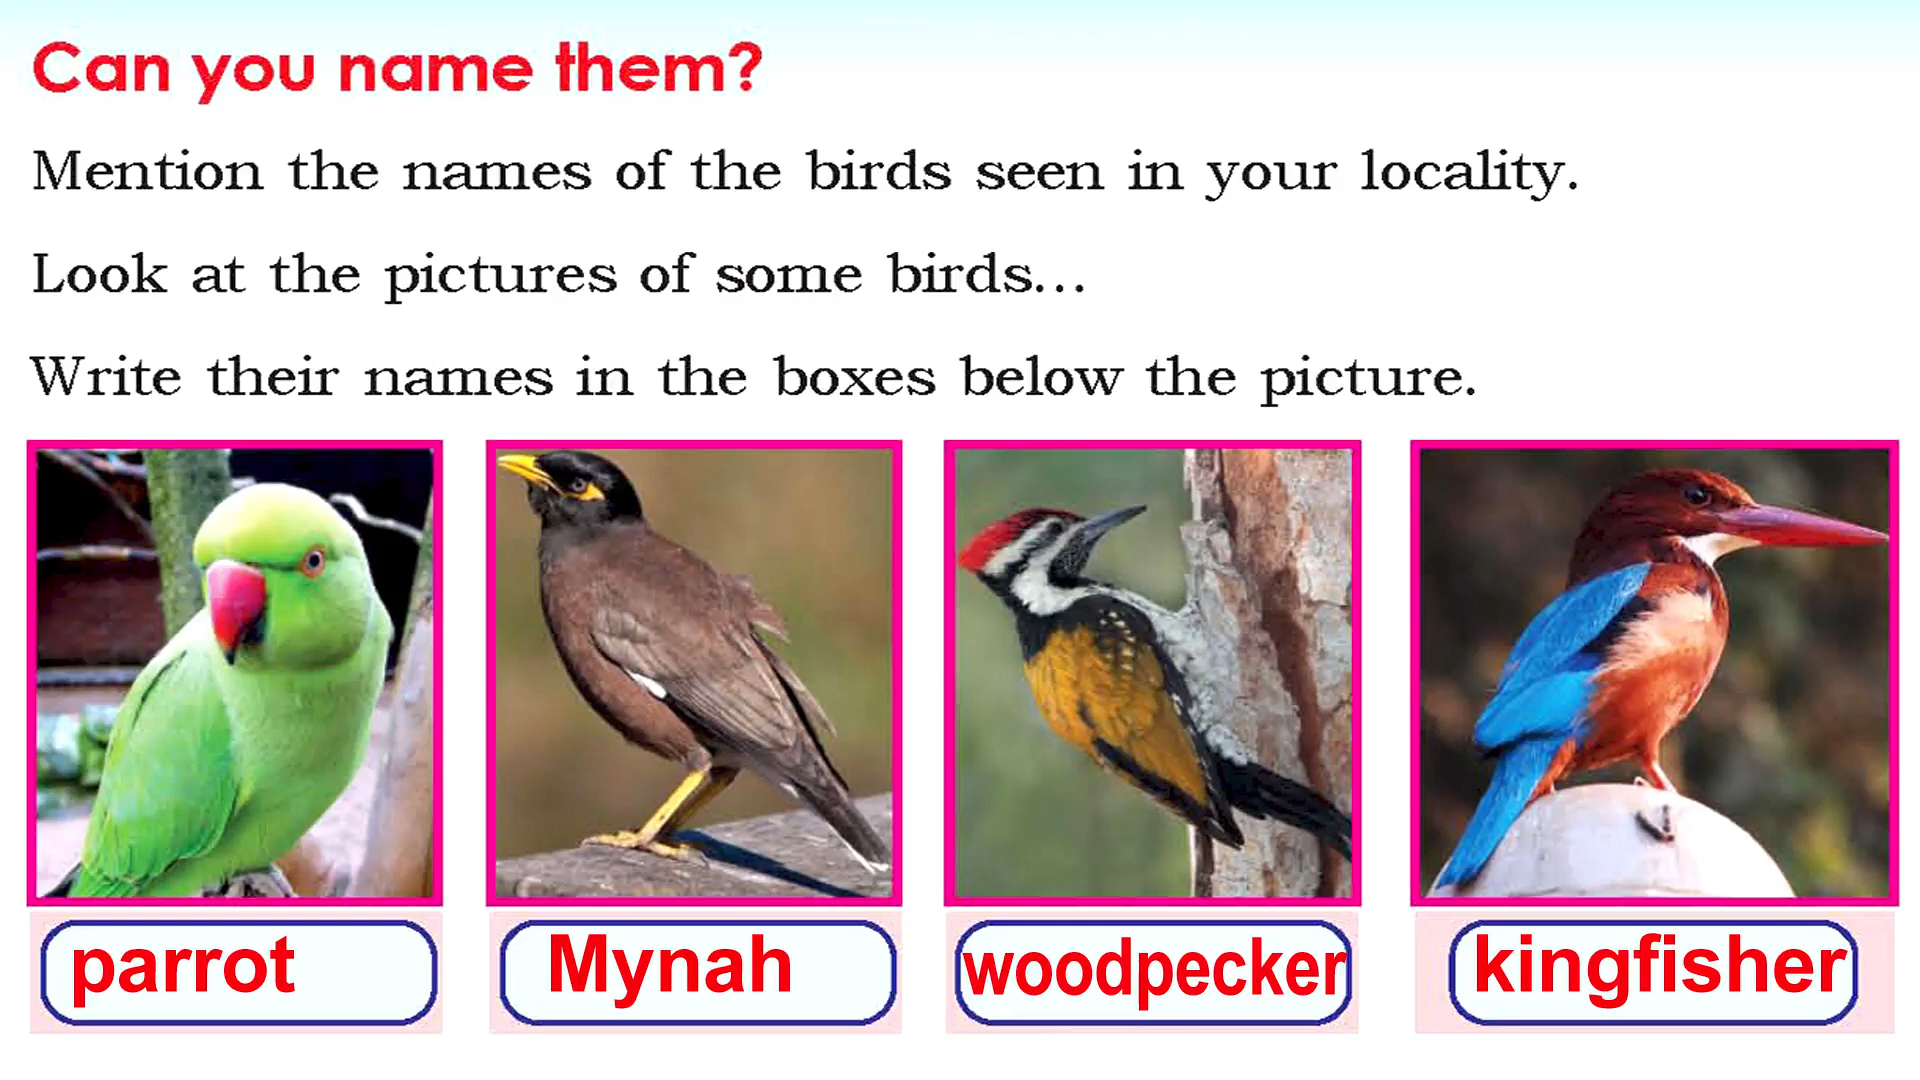 Can you name them?
Mention the names of the birds seen in your locality.
Look at the pictures of some birds...
Write their names in the boxes below the picture.
parrot
Mynah
woodpecker
kingfisher